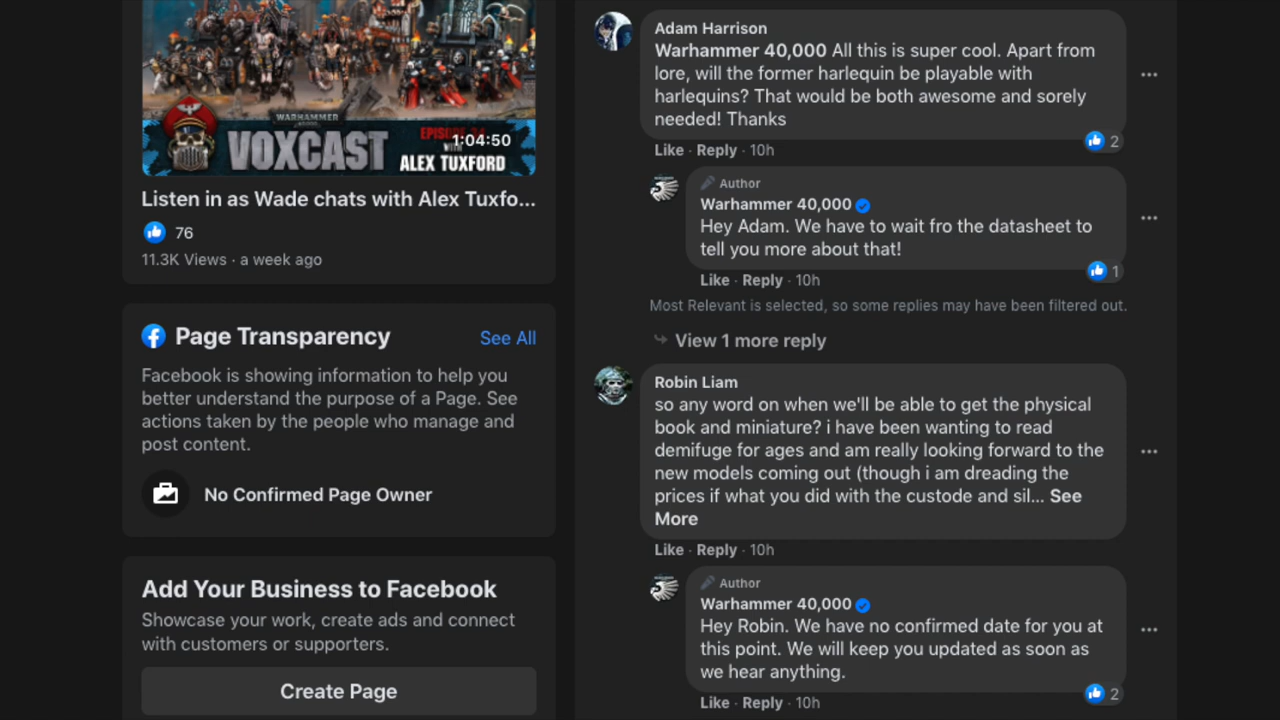 WARHAMMER
40,000
VOXCAST
EPISODE 34
WITH
ALEX TUXFORD
1:04:50
Listen in as Wade chats with Alex Tuxfo...
76
11.3K Views · a week ago
Page Transparency
See All
Facebook is showing information to help you
better understand the purpose of a Page. See
actions taken by the people who manage and
post content.
No Confirmed Page Owner
Add Your Business to Facebook
Showcase your work, create ads and connect
with customers or supporters.
Create Page
Adam Harrison
Warhammer 40,000 All this is super cool. Apart from
lore, will the former harlequin be playable with
harlequins? That would be both awesome and sorely
needed! Thanks
2
Like · Reply · 10h
Author
Warhammer 40,000
Hey Adam. We have to wait fro the datasheet to
tell you more about that!
1
Like · Reply · 10h
Most Relevant is selected, so some replies may have been filtered out.
View 1 more reply
Robin Liam
so any word on when we'll be able to get the physical
book and miniature? i have been wanting to read
demifuge for ages and am really looking forward to the
new models coming out (though i am dreading the
prices if what you did with the custode and sil... See
More
Like · Reply · 10h
Author
Warhammer 40,000
Hey Robin. We have no confirmed date for you at
this point. We will keep you updated as soon as
we hear anything.
2
Like · Reply · 10h